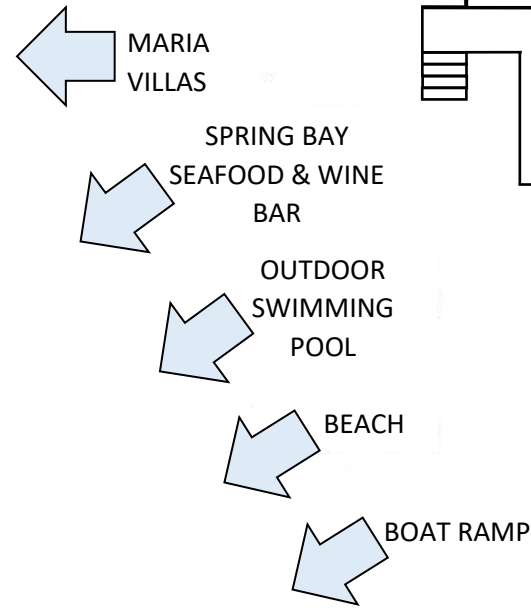 MARIA
VILLAS
SPRING BAY
SEAFOOD & WINE
BAR
OUTDOOR
SWIMMING
POOL
BEACH
BOAT RAMP